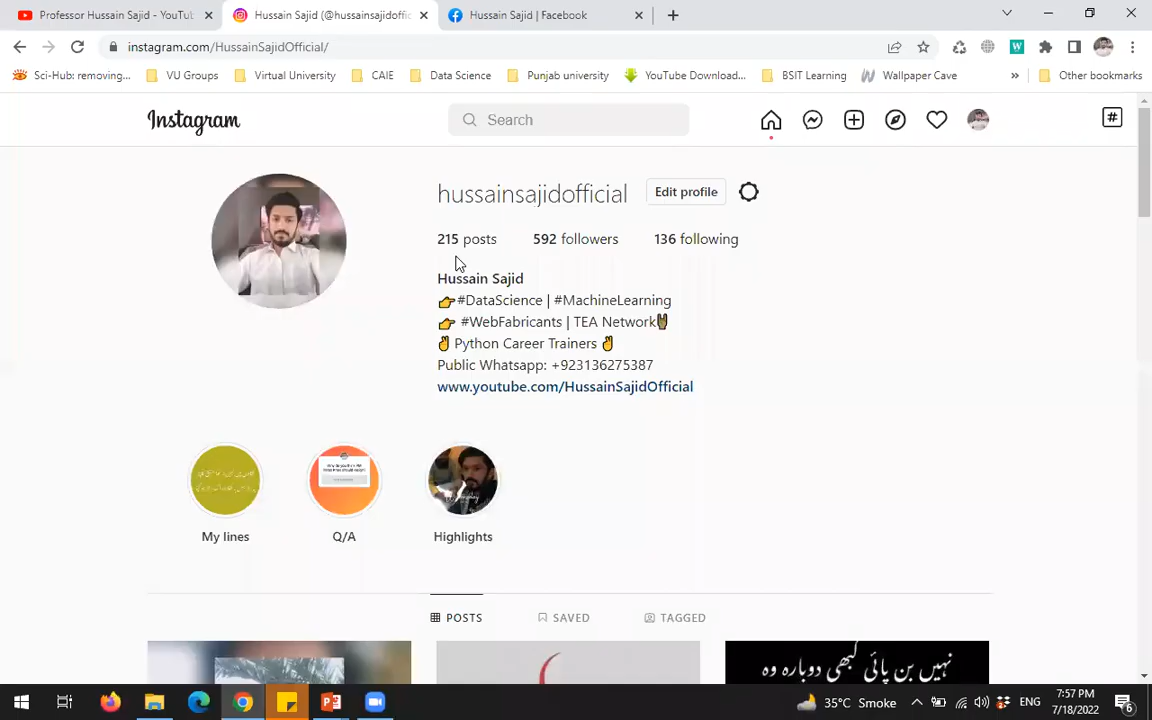 Professor Hussain Sajid - YouTub
Hussain Sajid (@hussainsajidoffic
Hussain Sajid | Facebook
instagram.com/HussainSajidOfficial/
Sci-Hub: removing...
VU Groups
Virtual University
CAIE
Data Science
Punjab university
YouTube Download...
BSIT Learning
Wallpaper Cave
»
Other bookmarks
Instagram
Search
#
hussainsajidofficial
Edit profile
215 posts
592 followers
136 following
Hussain Sajid
👉#DataScience | #MachineLearning
👉 #WebFabricants | TEA Network🤘
✌ Python Career Trainers ✌
Public Whatsapp: +923136275387
www.youtube.com/HussainSajidOfficial
My lines
Q/A
Highlights
POSTS
SAVED
TAGGED
نہیں بن پائی کبھی دوبارہ وہ
35°C Smoke
ENG
7:57 PM
7/18/2022
6